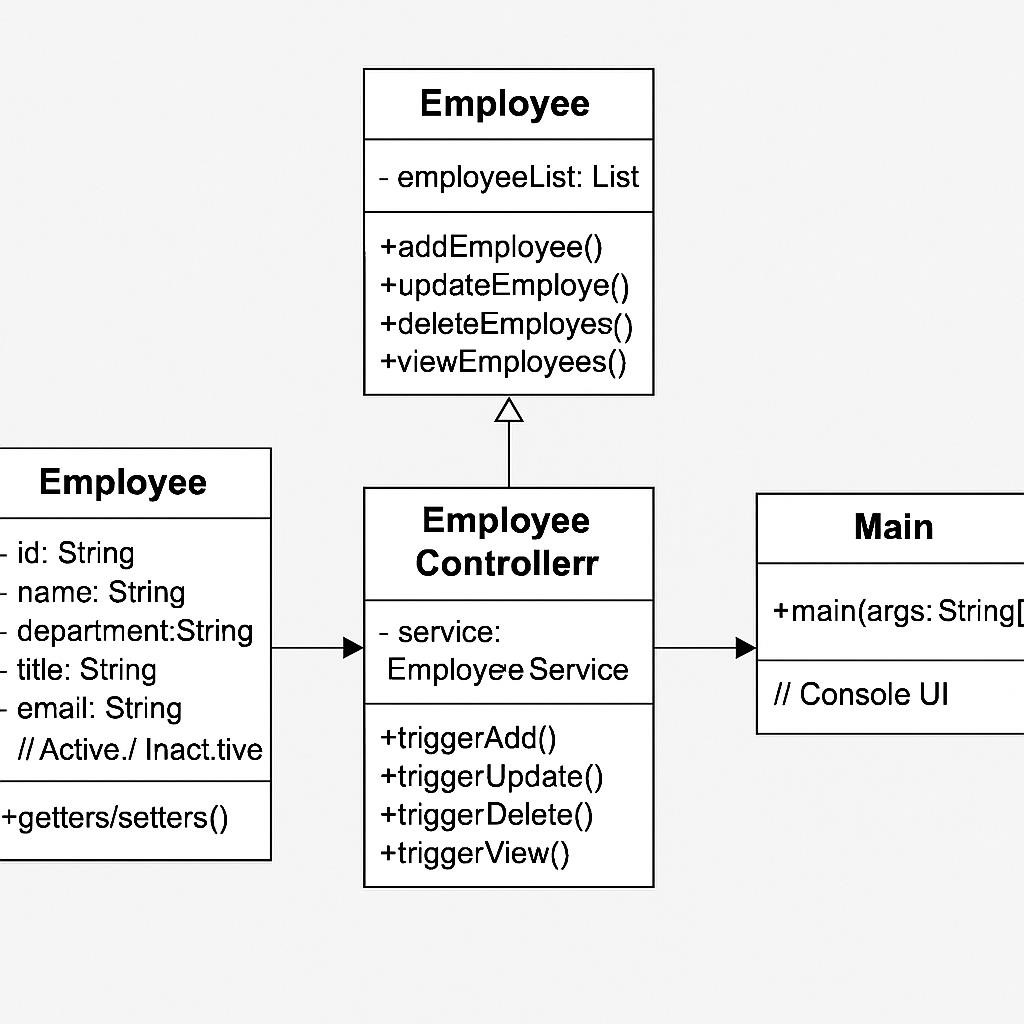 Employee
- employeeList: List
+addEmployee()
+updateEmploye()
+deleteEmployes()
+viewEmployees()
Employee
- id: String
- name: String
- department:String
- title: String
- email: String
// Active./ Inact.tive
+getters/setters()
Employee
Controllerr
- service:
Employee Service
+triggerAdd()
+triggerUpdate()
+triggerDelete()
+triggerView()
Main
+main(args: String[
// Console UI